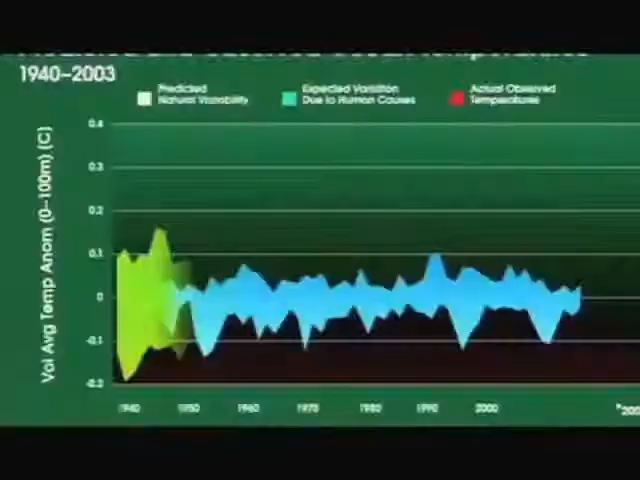 1940–2003
Predicted
Natural Variability
Expected Variation
Due to Human Causes
Actual Observed
Temperatures
Vol Avg Temp Anom (0–100m) (C)
0.4
0.3
0.2
0.1
0
-0.1
-0.2
1940
1950
1960
1970
1980
1990
2000